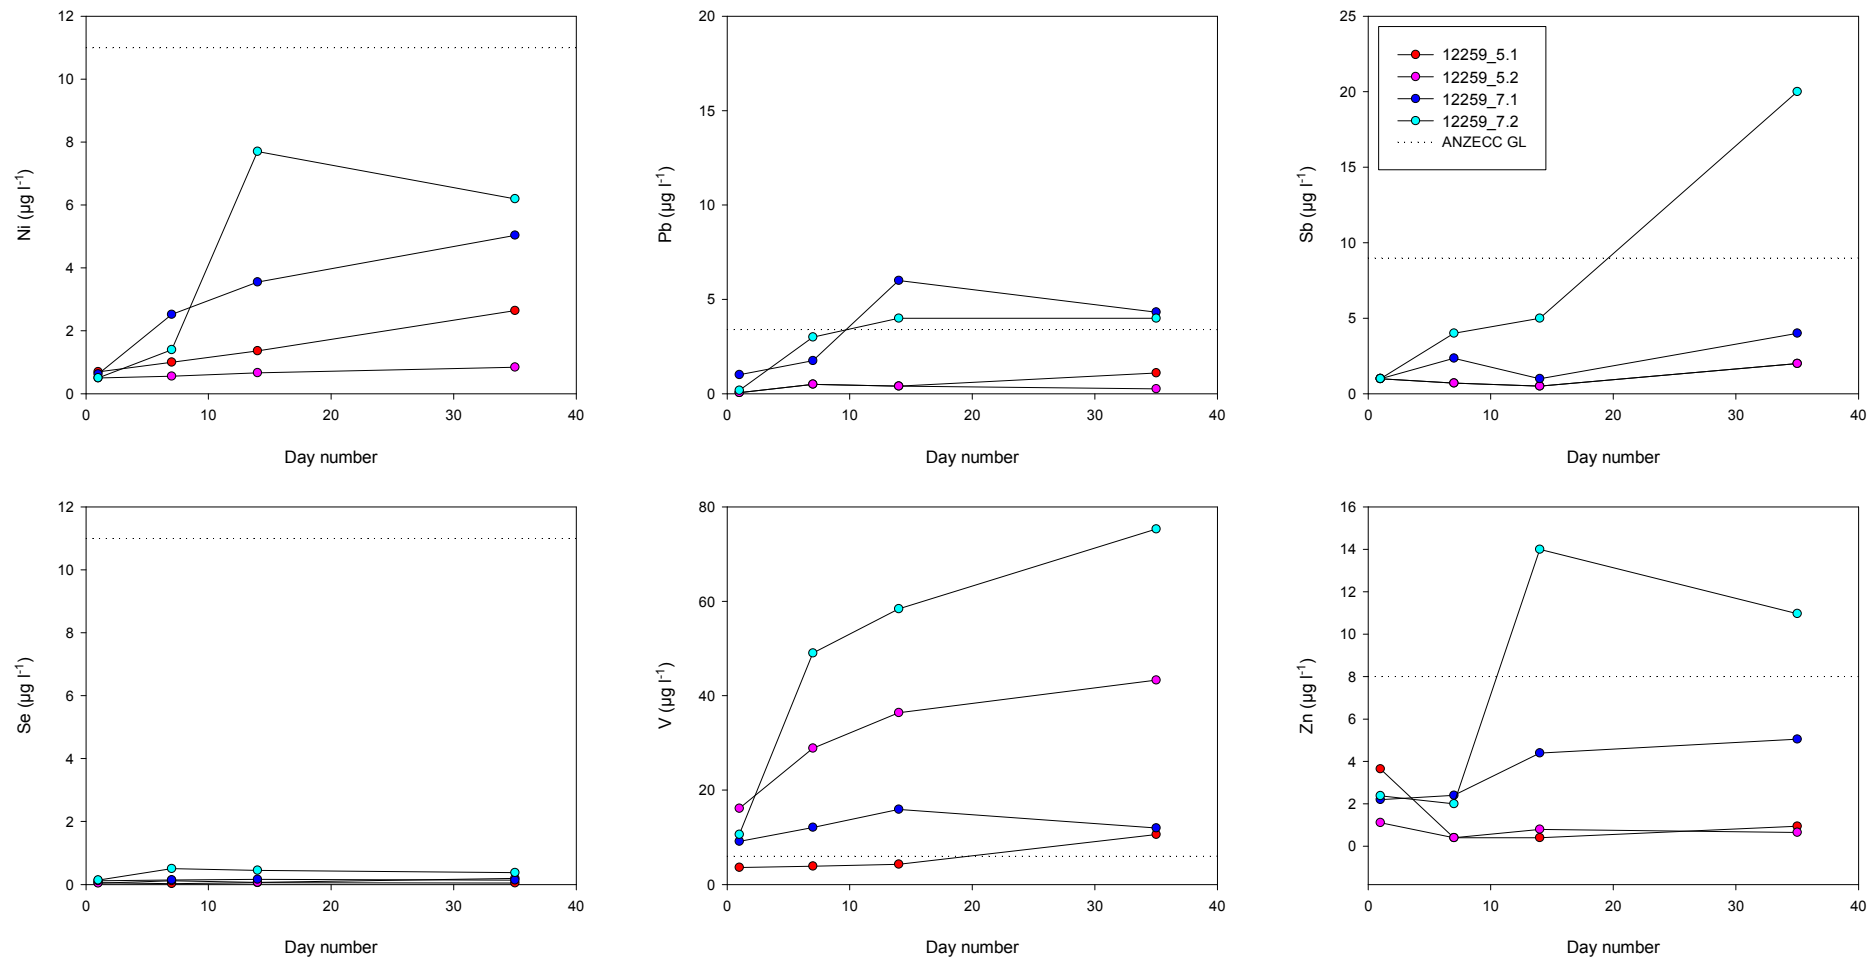 12
10
8
6
4
2
0
Ni (µg l-1)
0 10 20 30 40
Day number
20
15
10
5
0
Pb (µg l-1)
0 10 20 30 40
Day number
25
20
15
10
5
0
Sb (µg l-1)
12259_5.1
12259_5.2
12259_7.1
12259_7.2
ANZECC GL
0 10 20 30 40
Day number
12
10
8
6
4
2
0
Se (µg l-1)
0 10 20 30 40
Day number
80
60
40
20
0
V (µg l-1)
0 10 20 30 40
Day number
16
14
12
10
8
6
4
2
0
Zn (µg l-1)
0 10 20 30 40
Day number